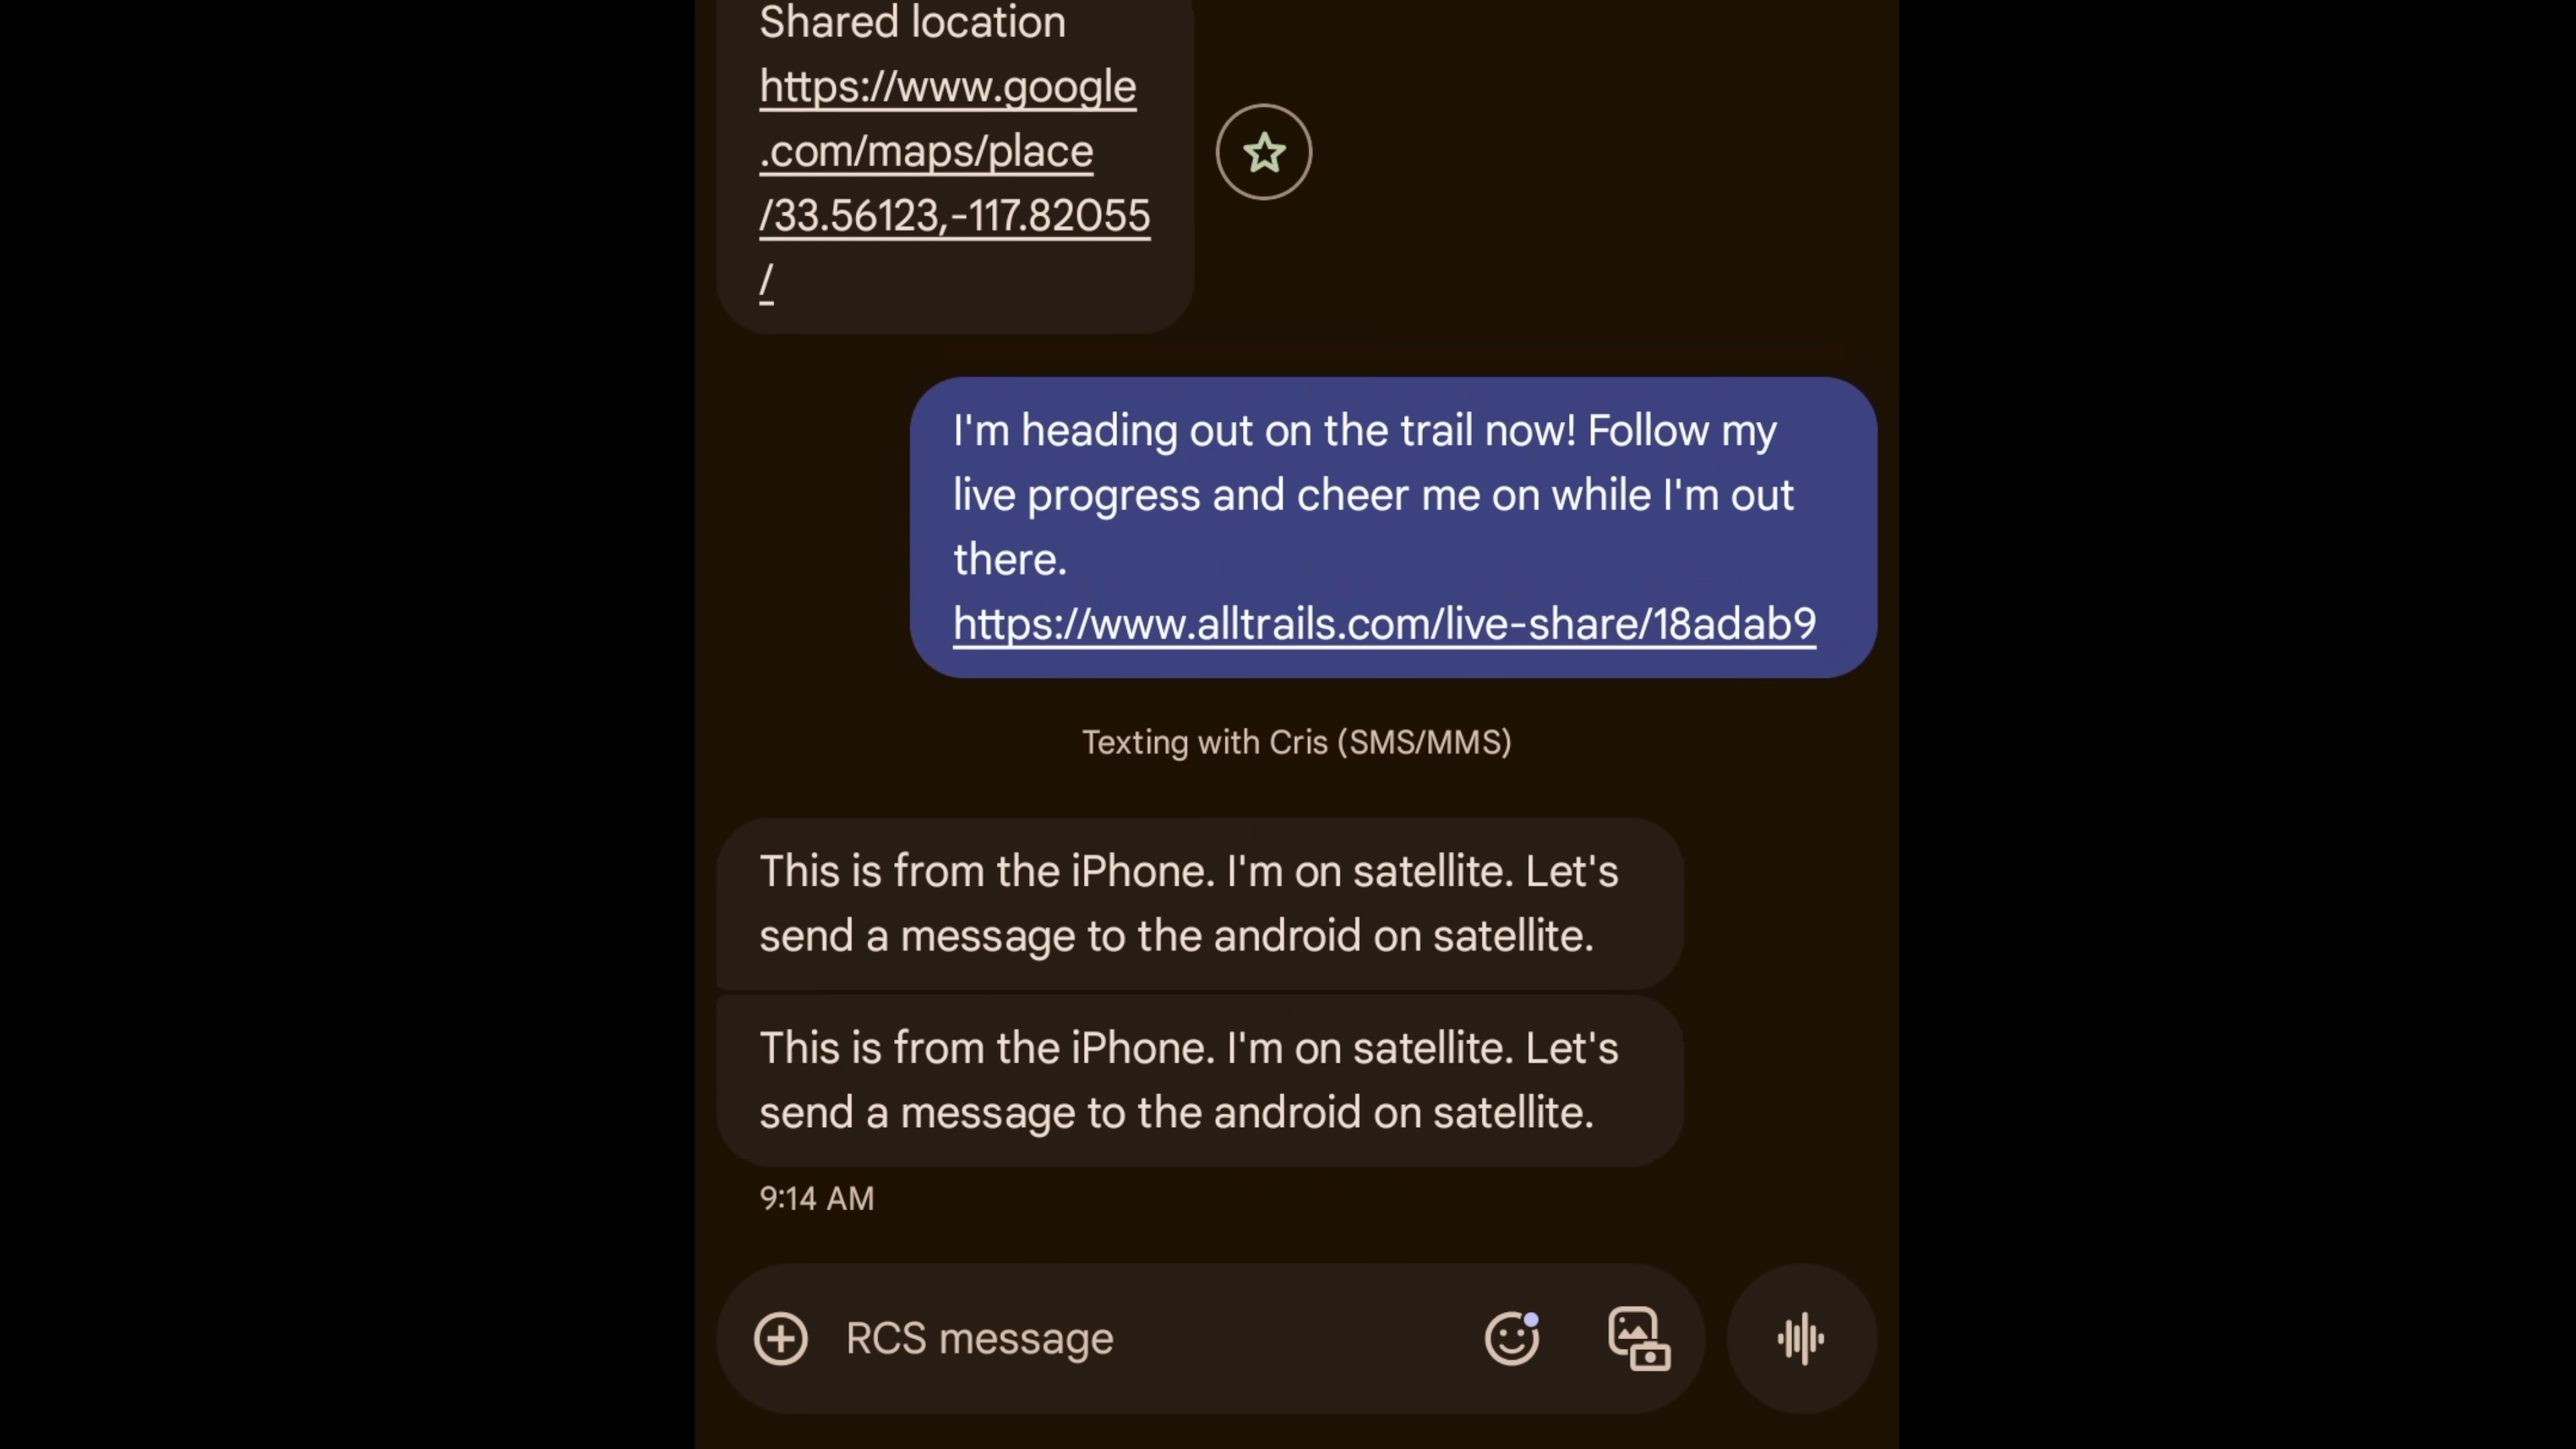 Shared location
https://www.google
.com/maps/place
/33.56123,-117.82055
/
I'm heading out on the trail now! Follow my
live progress and cheer me on while I'm out
there.
https://www.alltrails.com/live-share/18adab9
Texting with Cris (SMS/MMS)
This is from the iPhone. I'm on satellite. Let's
send a message to the android on satellite.
This is from the iPhone. I'm on satellite. Let's
send a message to the android on satellite.
9:14 AM
RCS message